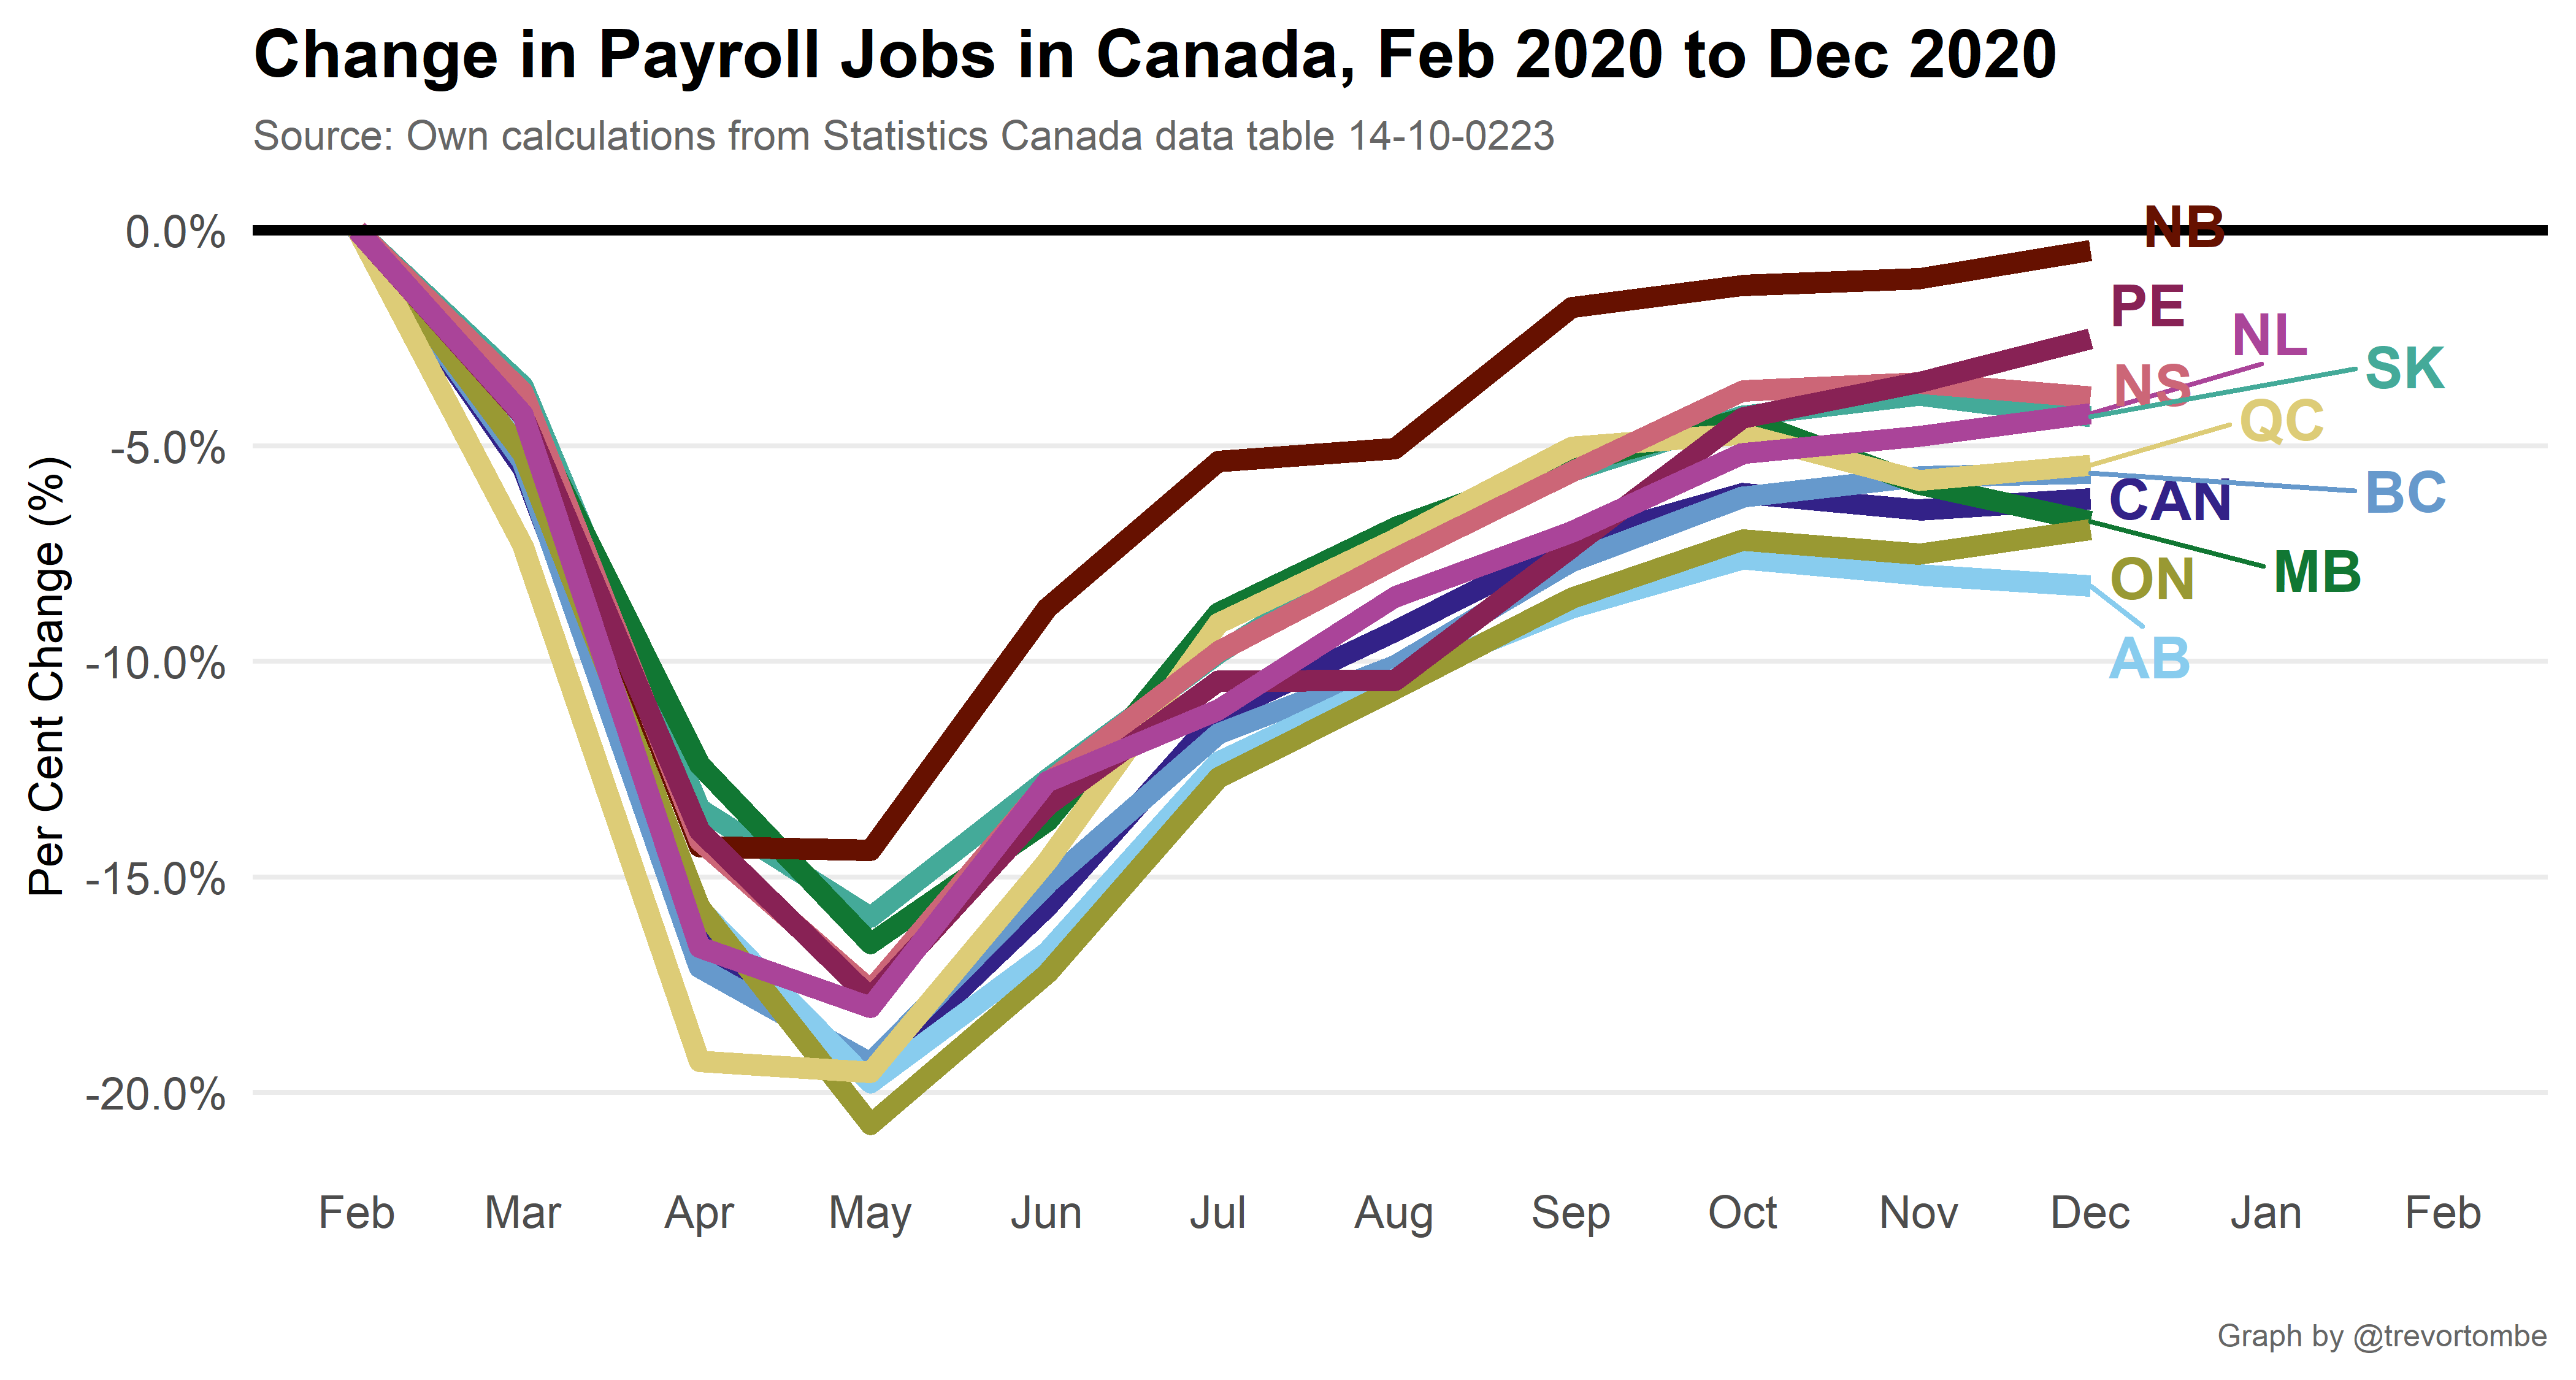 Change in Payroll Jobs in Canada, Feb 2020 to Dec 2020
Source: Own calculations from Statistics Canada data table 14-10-0223
Per Cent Change (%)
0.0%
-5.0%
-10.0%
-15.0%
-20.0%
NB
PE
NL
SK
NS
QC
BC
CAN
MB
ON
AB
Feb Mar Apr May Jun Jul Aug Sep Oct Nov Dec Jan Feb
Graph by @trevortombe